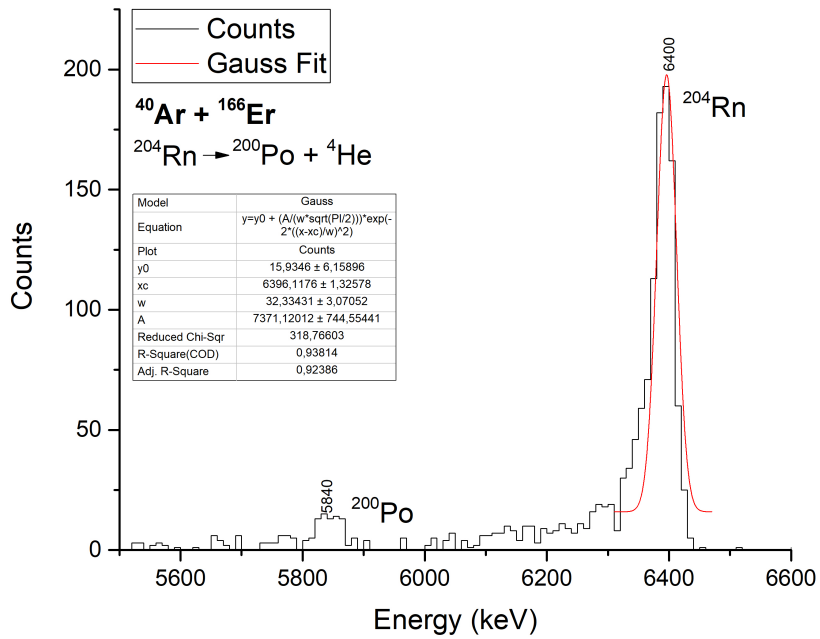 Counts
Gauss Fit
⁴⁰Ar + ¹⁶⁶Er
²⁰⁴Rn → ²⁰⁰Po + ⁴He
Model Gauss
Equation y=y0 + (A/(w*sqrt(PI/2)))*exp(-
2*((x-xc)/w)^2)
Plot Counts
y0 15,9346 ± 6,15896
xc 6396,1176 ± 1,32578
w 32,33431 ± 3,07052
A 7371,12012 ± 744,55441
Reduced Chi-Sqr 318,76603
R-Square(COD) 0,93814
Adj. R-Square 0,92386
6400
²⁰⁴Rn
5840
²⁰⁰Po
Counts
200
150
100
50
0
5600 5800 6000 6200 6400 6600
Energy (keV)